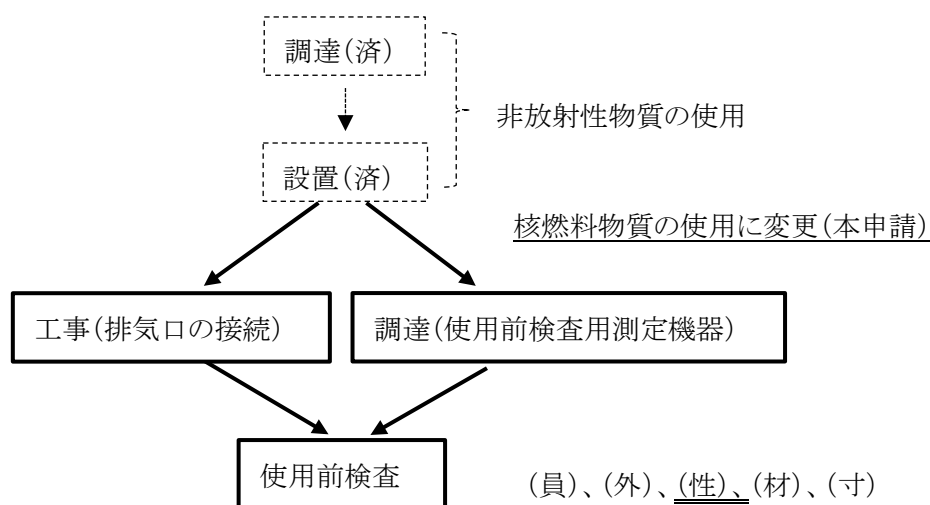 調達(済)
非放射性物質の使用
設置(済)
核燃料物質の使用に変更(本申請)
工事(排気口の接続)
調達(使用前検査用測定機器)
使用前検査
(員)、(外)、(性)、(材)、(寸)